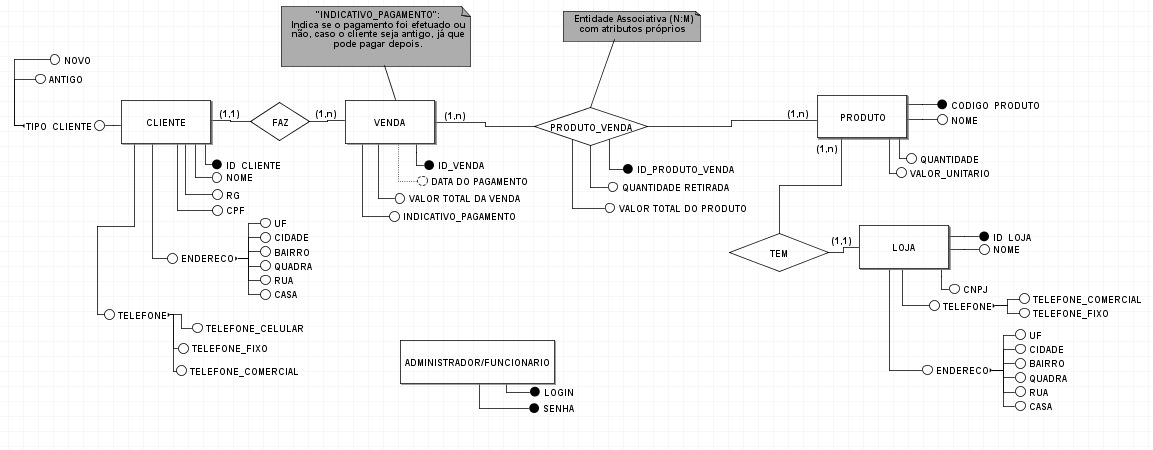 "INDICATIVO_PAGAMENTO":
Indica se o pagamento foi efetuado ou
não, caso o cliente seja antigo, já que
pode pagar depois.
Entidade Associativa (N:M)
com atributos próprios
NOVO
ANTIGO
TIPO CLIENTE
CLIENTE
(1,1)
FAZ
(1,n)
VENDA
(1,n)
PRODUTO_VENDA
(1,n)
PRODUTO
(1,n)
CODIGO PRODUTO
NOME
QUANTIDADE
VALOR_UNITARIO
ID CLIENTE
NOME
RG
CPF
ID_VENDA
DATA DO PAGAMENTO
VALOR TOTAL DA VENDA
INDICATIVO_PAGAMENTO
ID_PRODUTO_VENDA
QUANTIDADE RETIRADA
VALOR TOTAL DO PRODUTO
ENDERECO
UF
CIDADE
BAIRRO
QUADRA
RUA
CASA
TELEFONE
TELEFONE_CELULAR
TELEFONE_FIXO
TELEFONE_COMERCIAL
TEM
(1,1)
LOJA
ID LOJA
NOME
CNPJ
TELEFONE
TELEFONE_COMERCIAL
TELEFONE_FIXO
ENDERECO
UF
CIDADE
BAIRRO
QUADRA
RUA
CASA
ADMINISTRADOR/FUNCIONARIO
LOGIN
SENHA